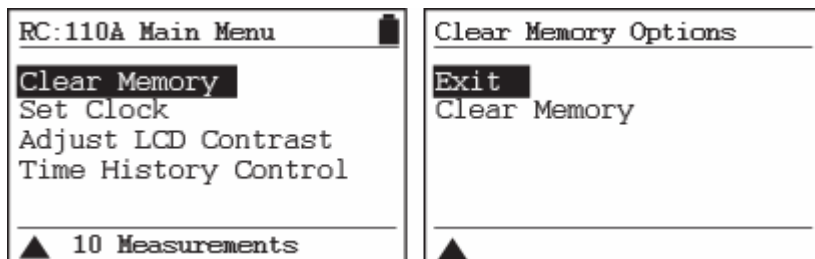 RC:110A Main Menu
Clear Memory
Set Clock
Adjust LCD Contrast
Time History Control
10 Measurements
Clear Memory Options
Exit
Clear Memory